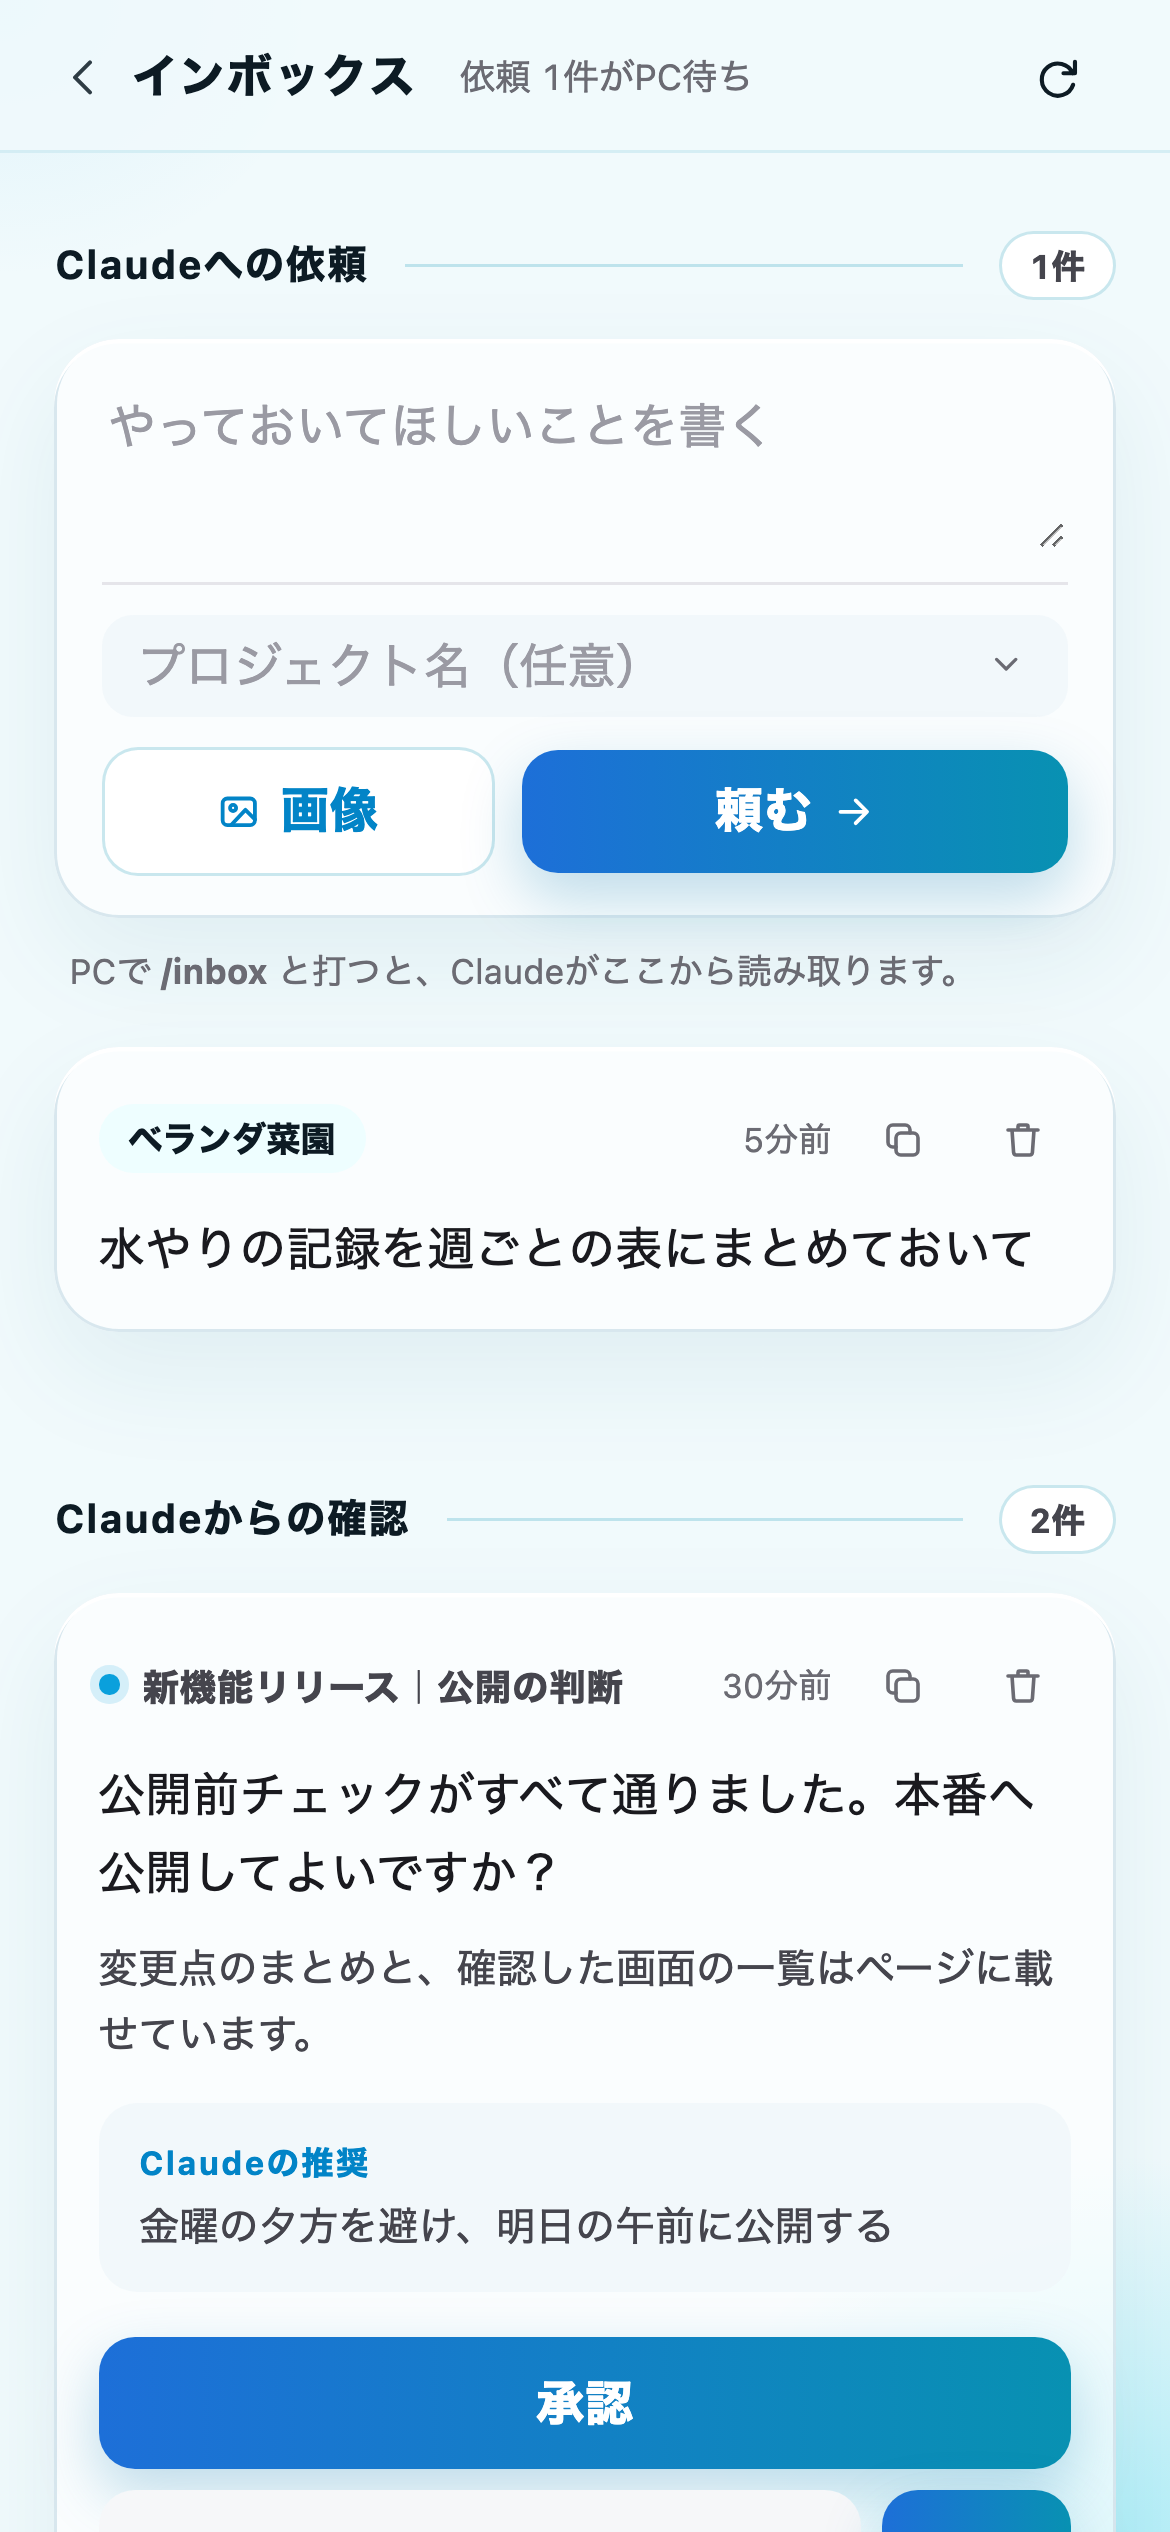 インボックス 依頼 1件がPC待ち
Claudeへの依頼 1件
やっておいてほしいことを書く
プロジェクト名（任意）
画像 頼む →
PCで /inbox と打つと、Claudeがここから読み取ります。
ベランダ菜園 5分前
水やりの記録を週ごとの表にまとめておいて
Claudeからの確認 2件
新機能リリース｜公開の判断 30分前
公開前チェックがすべて通りました。本番へ
公開してよいですか？
変更点のまとめと、確認した画面の一覧はページに載
せています。
Claudeの推奨
金曜の夕方を避け、明日の午前に公開する
承認